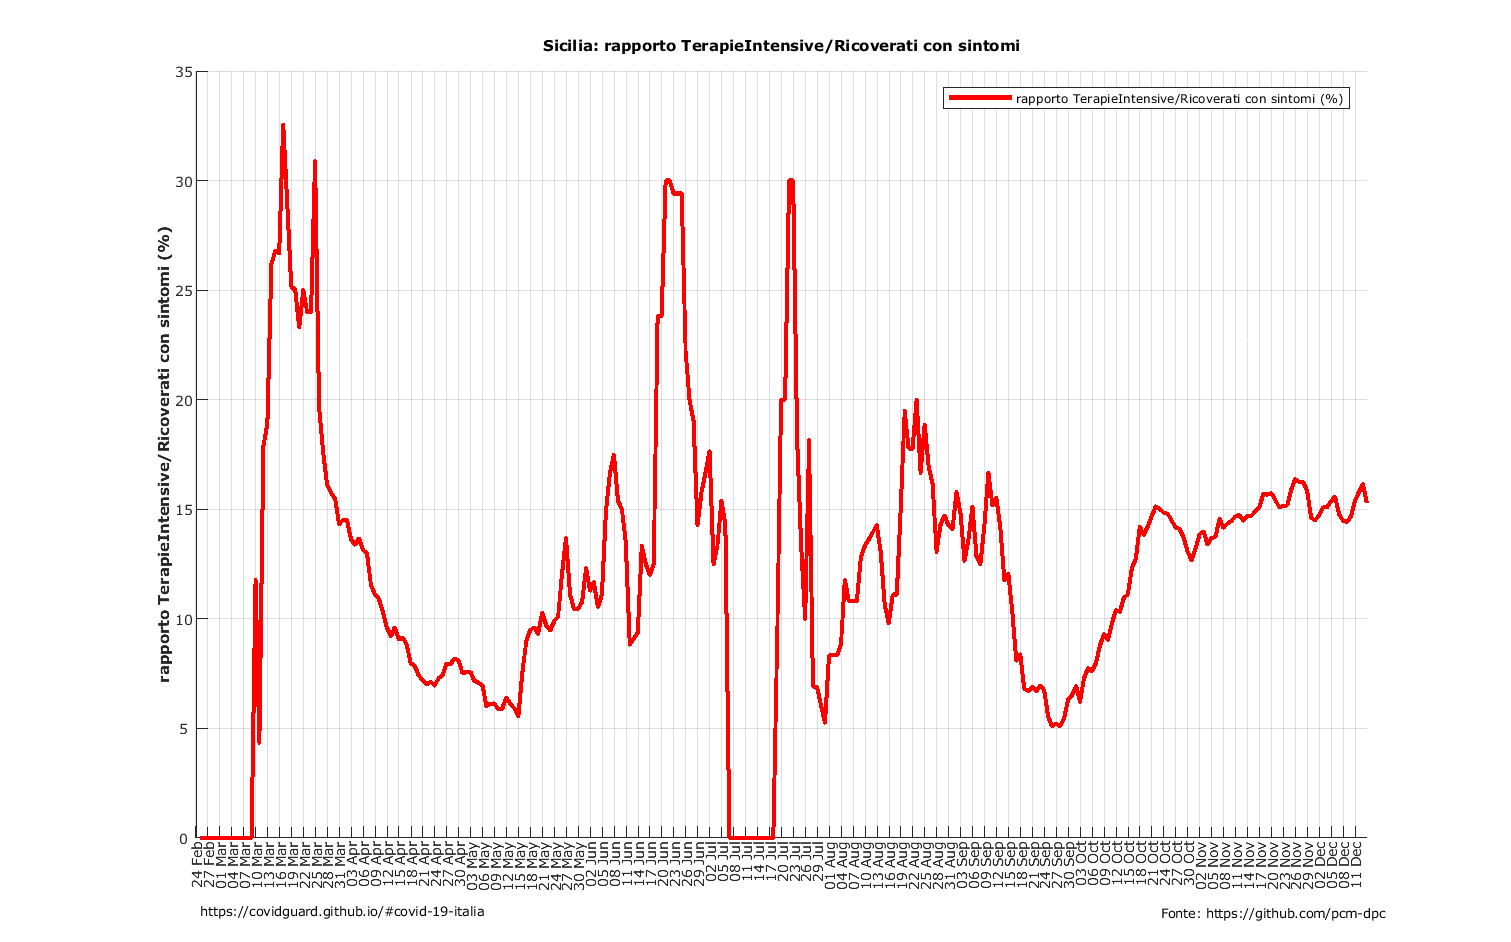 Sicilia: rapporto TerapieIntensive/Ricoverati con sintomi
rapporto TerapieIntensive/Ricoverati con sintomi (%)
rapporto TerapieIntensive/Ricoverati con sintomi (%)
35
30
25
20
15
10
5
0
24 Feb
27 Feb
01 Mar
04 Mar
07 Mar
10 Mar
13 Mar
16 Mar
19 Mar
22 Mar
25 Mar
28 Mar
31 Mar
03 Apr
06 Apr
09 Apr
12 Apr
15 Apr
18 Apr
21 Apr
24 Apr
27 Apr
30 Apr
03 May
06 May
09 May
12 May
15 May
18 May
21 May
24 May
27 May
30 May
02 Jun
05 Jun
08 Jun
11 Jun
14 Jun
17 Jun
20 Jun
23 Jun
26 Jun
29 Jun
02 Jul
05 Jul
08 Jul
11 Jul
14 Jul
17 Jul
20 Jul
23 Jul
26 Jul
29 Jul
01 Aug
04 Aug
07 Aug
10 Aug
13 Aug
16 Aug
19 Aug
22 Aug
25 Aug
28 Aug
31 Aug
03 Sep
06 Sep
09 Sep
12 Sep
15 Sep
18 Sep
21 Sep
24 Sep
27 Sep
30 Sep
03 Oct
06 Oct
09 Oct
12 Oct
15 Oct
18 Oct
21 Oct
24 Oct
27 Oct
30 Oct
02 Nov
05 Nov
08 Nov
11 Nov
14 Nov
17 Nov
20 Nov
23 Nov
26 Nov
29 Nov
02 Dec
05 Dec
08 Dec
11 Dec
https://covidguard.github.io/#covid-19-italia
Fonte: https://github.com/pcm-dpc